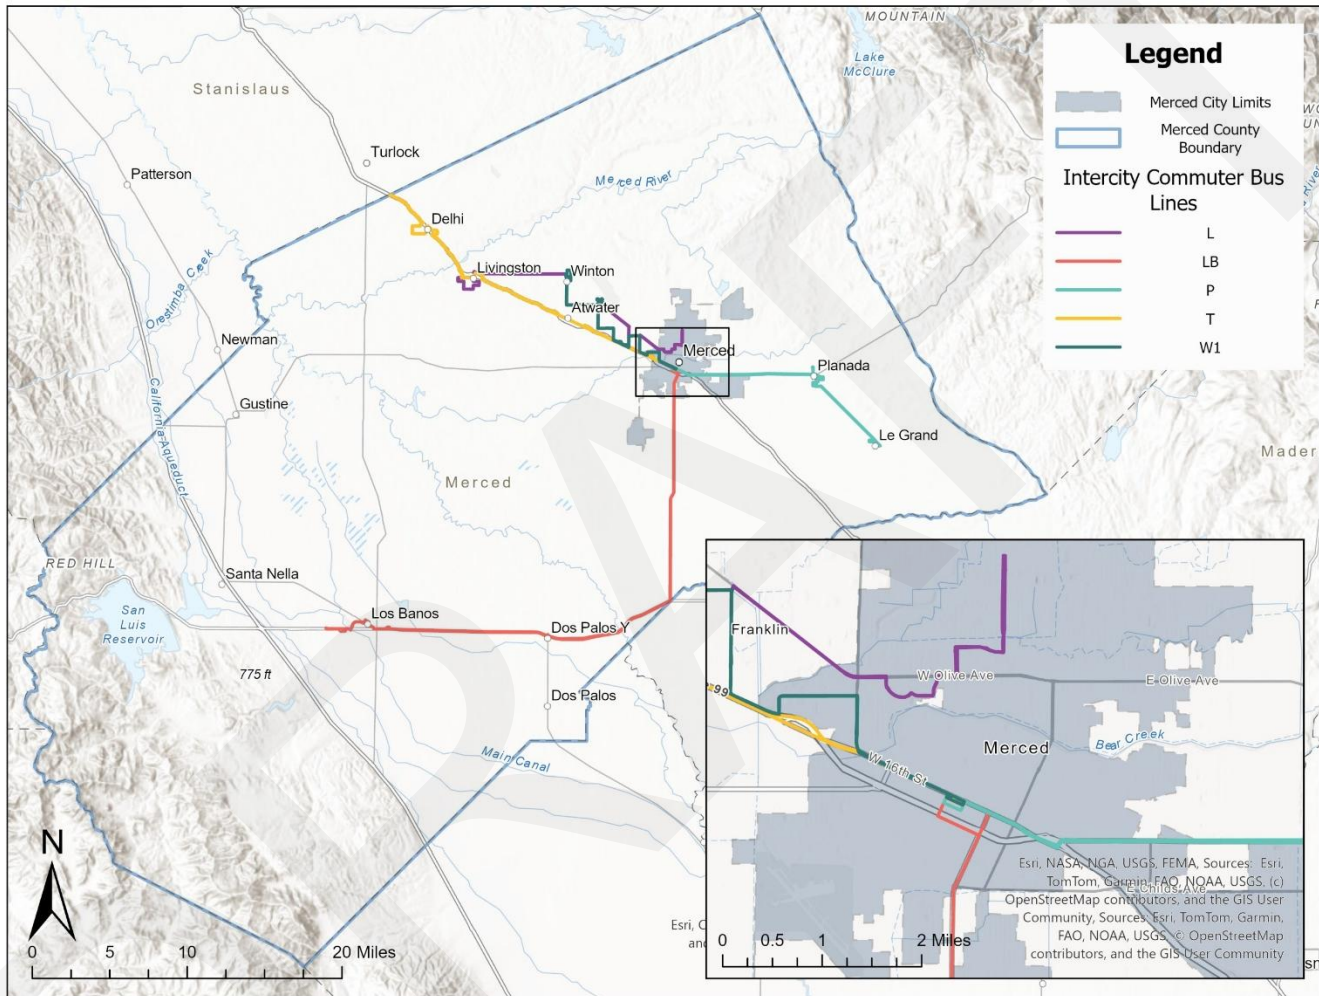 MOUNTAIN
Lake
McClure
Stanislaus
Turlock
Patterson
Merced River
Delhi
Livingston
Winton
Orestimba Creek
Atwater
Newman
Merced
Planada
California Aqueduct
Gustine
Le Grand
Mader
Merced
RED HILL
Santa Nella
San
Luis
Reservoir
Los Banos
Dos Palos Y
775 ft
Dos Palos
Main Canal
N
0 5 10 20 Miles
Esri, C
and
Legend
Merced City Limits
Merced County
Boundary
Intercity Commuter Bus
Lines
L
LB
P
T
W1
River
Franklin
99
W Olive Ave
E Olive Ave
Merced
Bear Creek
W 16th St
E Childs Ave
Esri, NASA, NGA, USGS, FEMA, Sources: Esri,
TomTom, Garmin, FAO, NOAA, USGS, (c)
OpenStreetMap contributors, and the GIS User
Community, Sources: Esri, TomTom, Garmin,
FAO, NOAA, USGS, © OpenStreetMap
contributors, and the GIS User Community
0 0.5 1 2 Miles
DRAFT